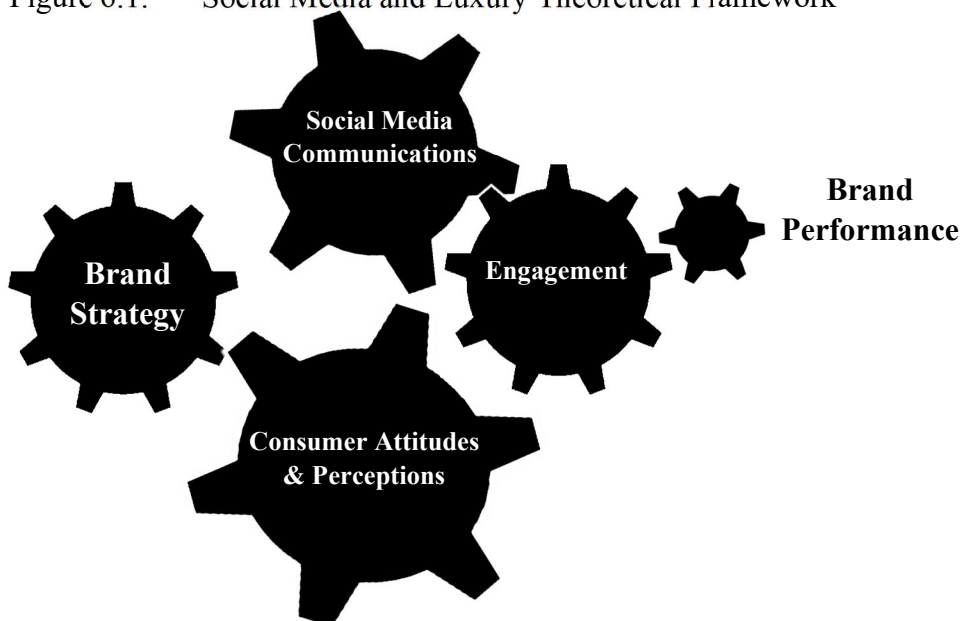 Figure 6.1. Social Media and Luxury Theoretical Framework
Social Media
Communications
Brand
Performance
Engagement
Brand
Strategy
Consumer Attitudes
& Perceptions